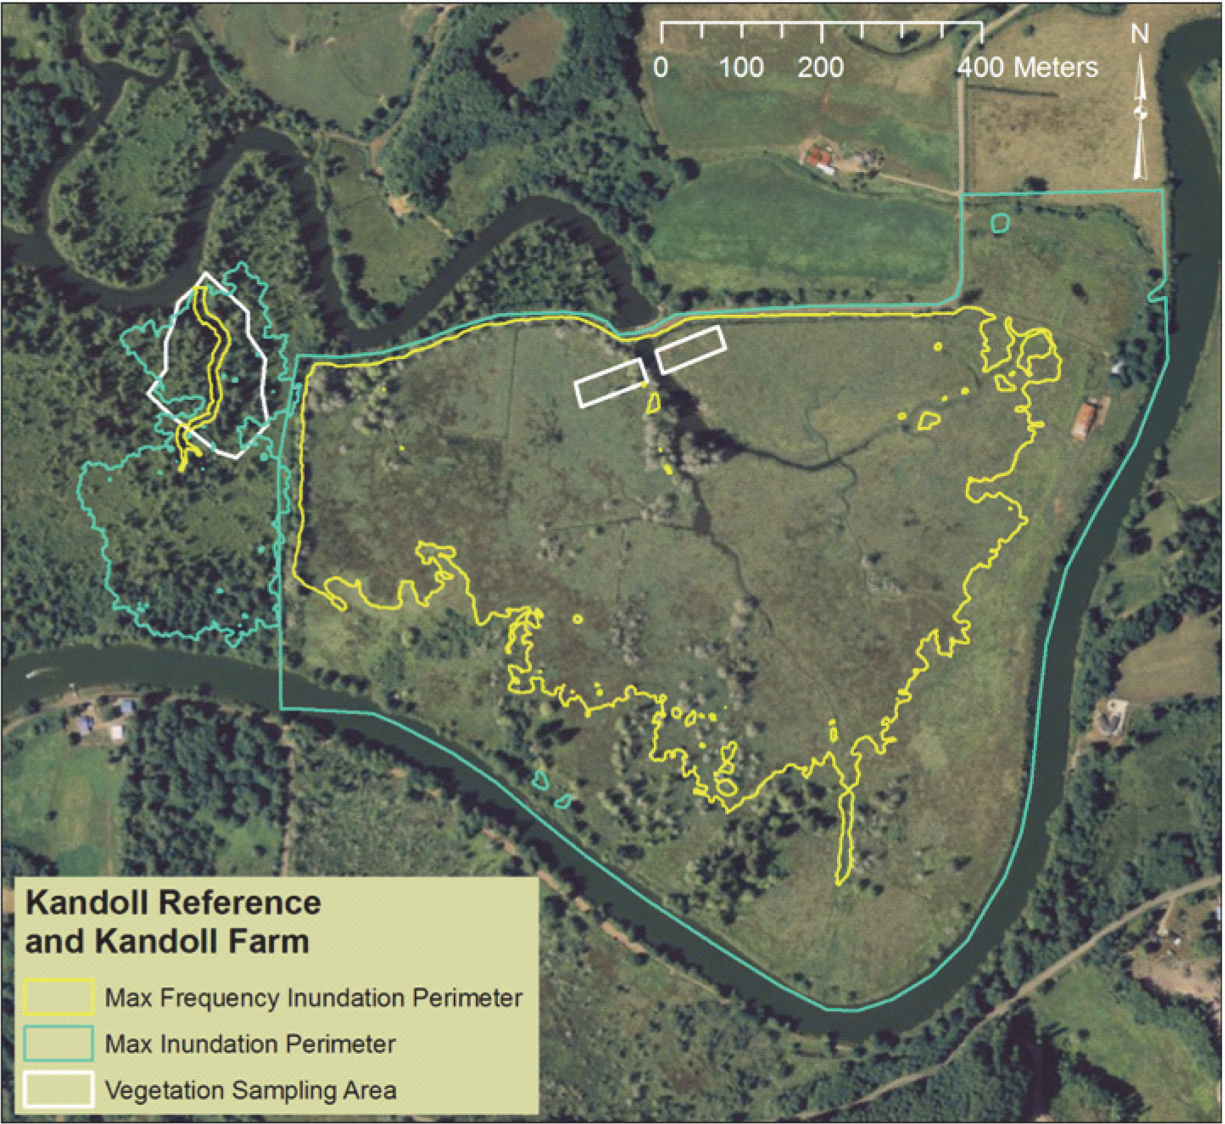 N
0 100 200 400 Meters
Kandoll Reference
and Kandoll Farm
Max Frequency Inundation Perimeter
Max Inundation Perimeter
Vegetation Sampling Area